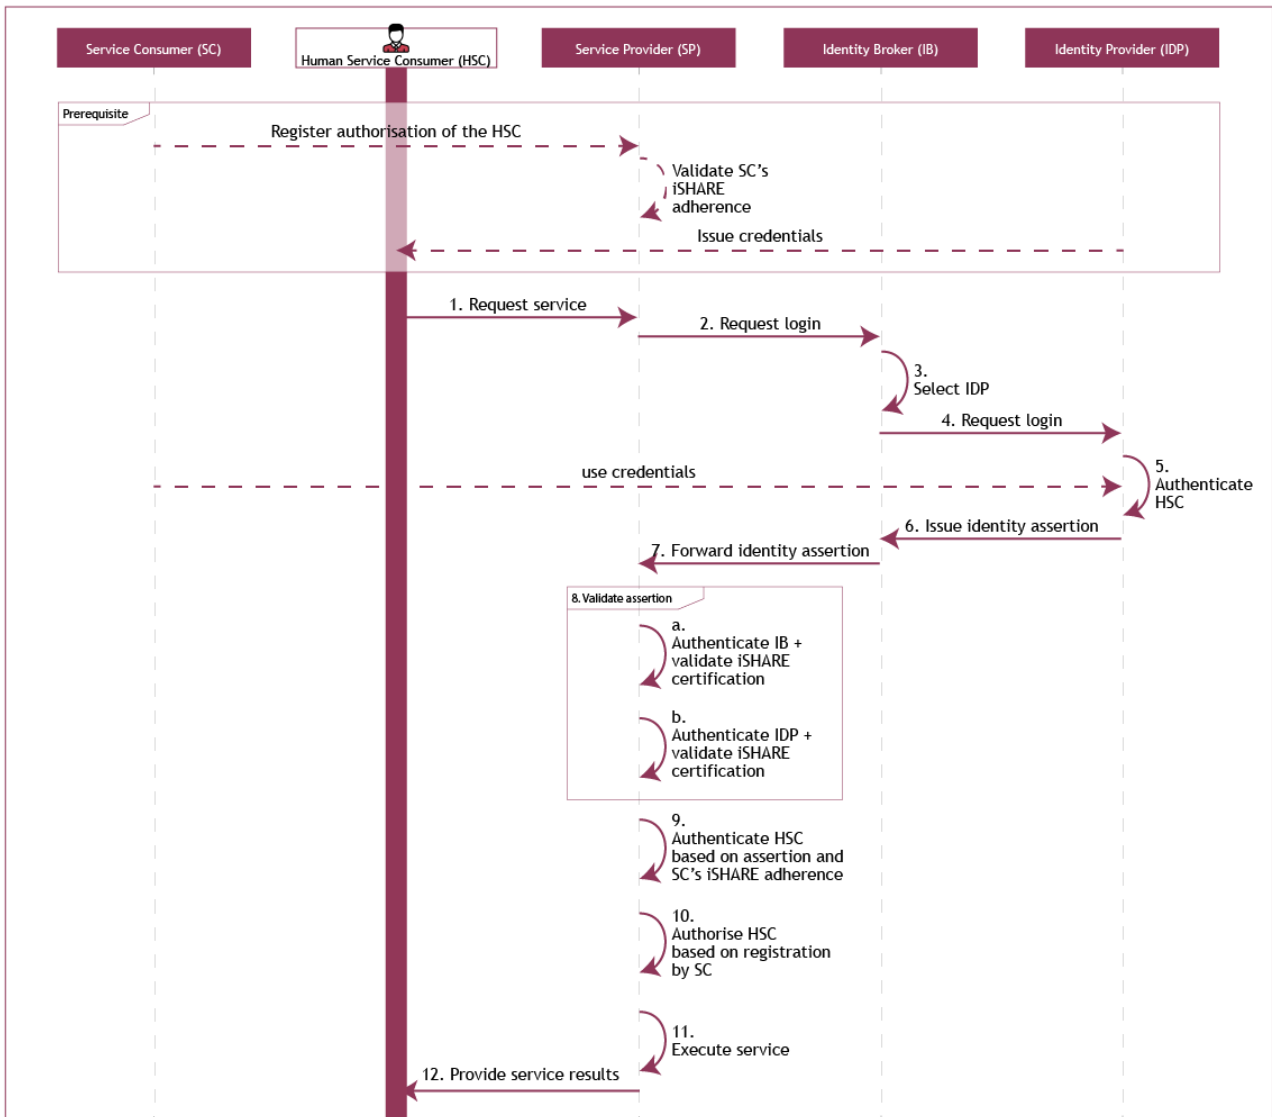 Service Consumer (SC)
Human Service Consumer (HSC)
Service Provider (SP)
Identity Broker (IB)
Identity Provider (IDP)
Prerequisite
Register authorisation of the HSC
Validate SC’s
iSHARE
adherence
Issue credentials
1. Request service
2. Request login
3.
Select IDP
4. Request login
use credentials
5.
Authenticate
HSC
6. Issue identity assertion
7. Forward identity assertion
8. Validate assertion
a.
Authenticate IB +
validate iSHARE
certification
b.
Authenticate IDP +
validate iSHARE
certification
9.
Authenticate HSC
based on assertion and
SC’s iSHARE adherence
10.
Authorise HSC
based on registration
by SC
11.
Execute service
12. Provide service results